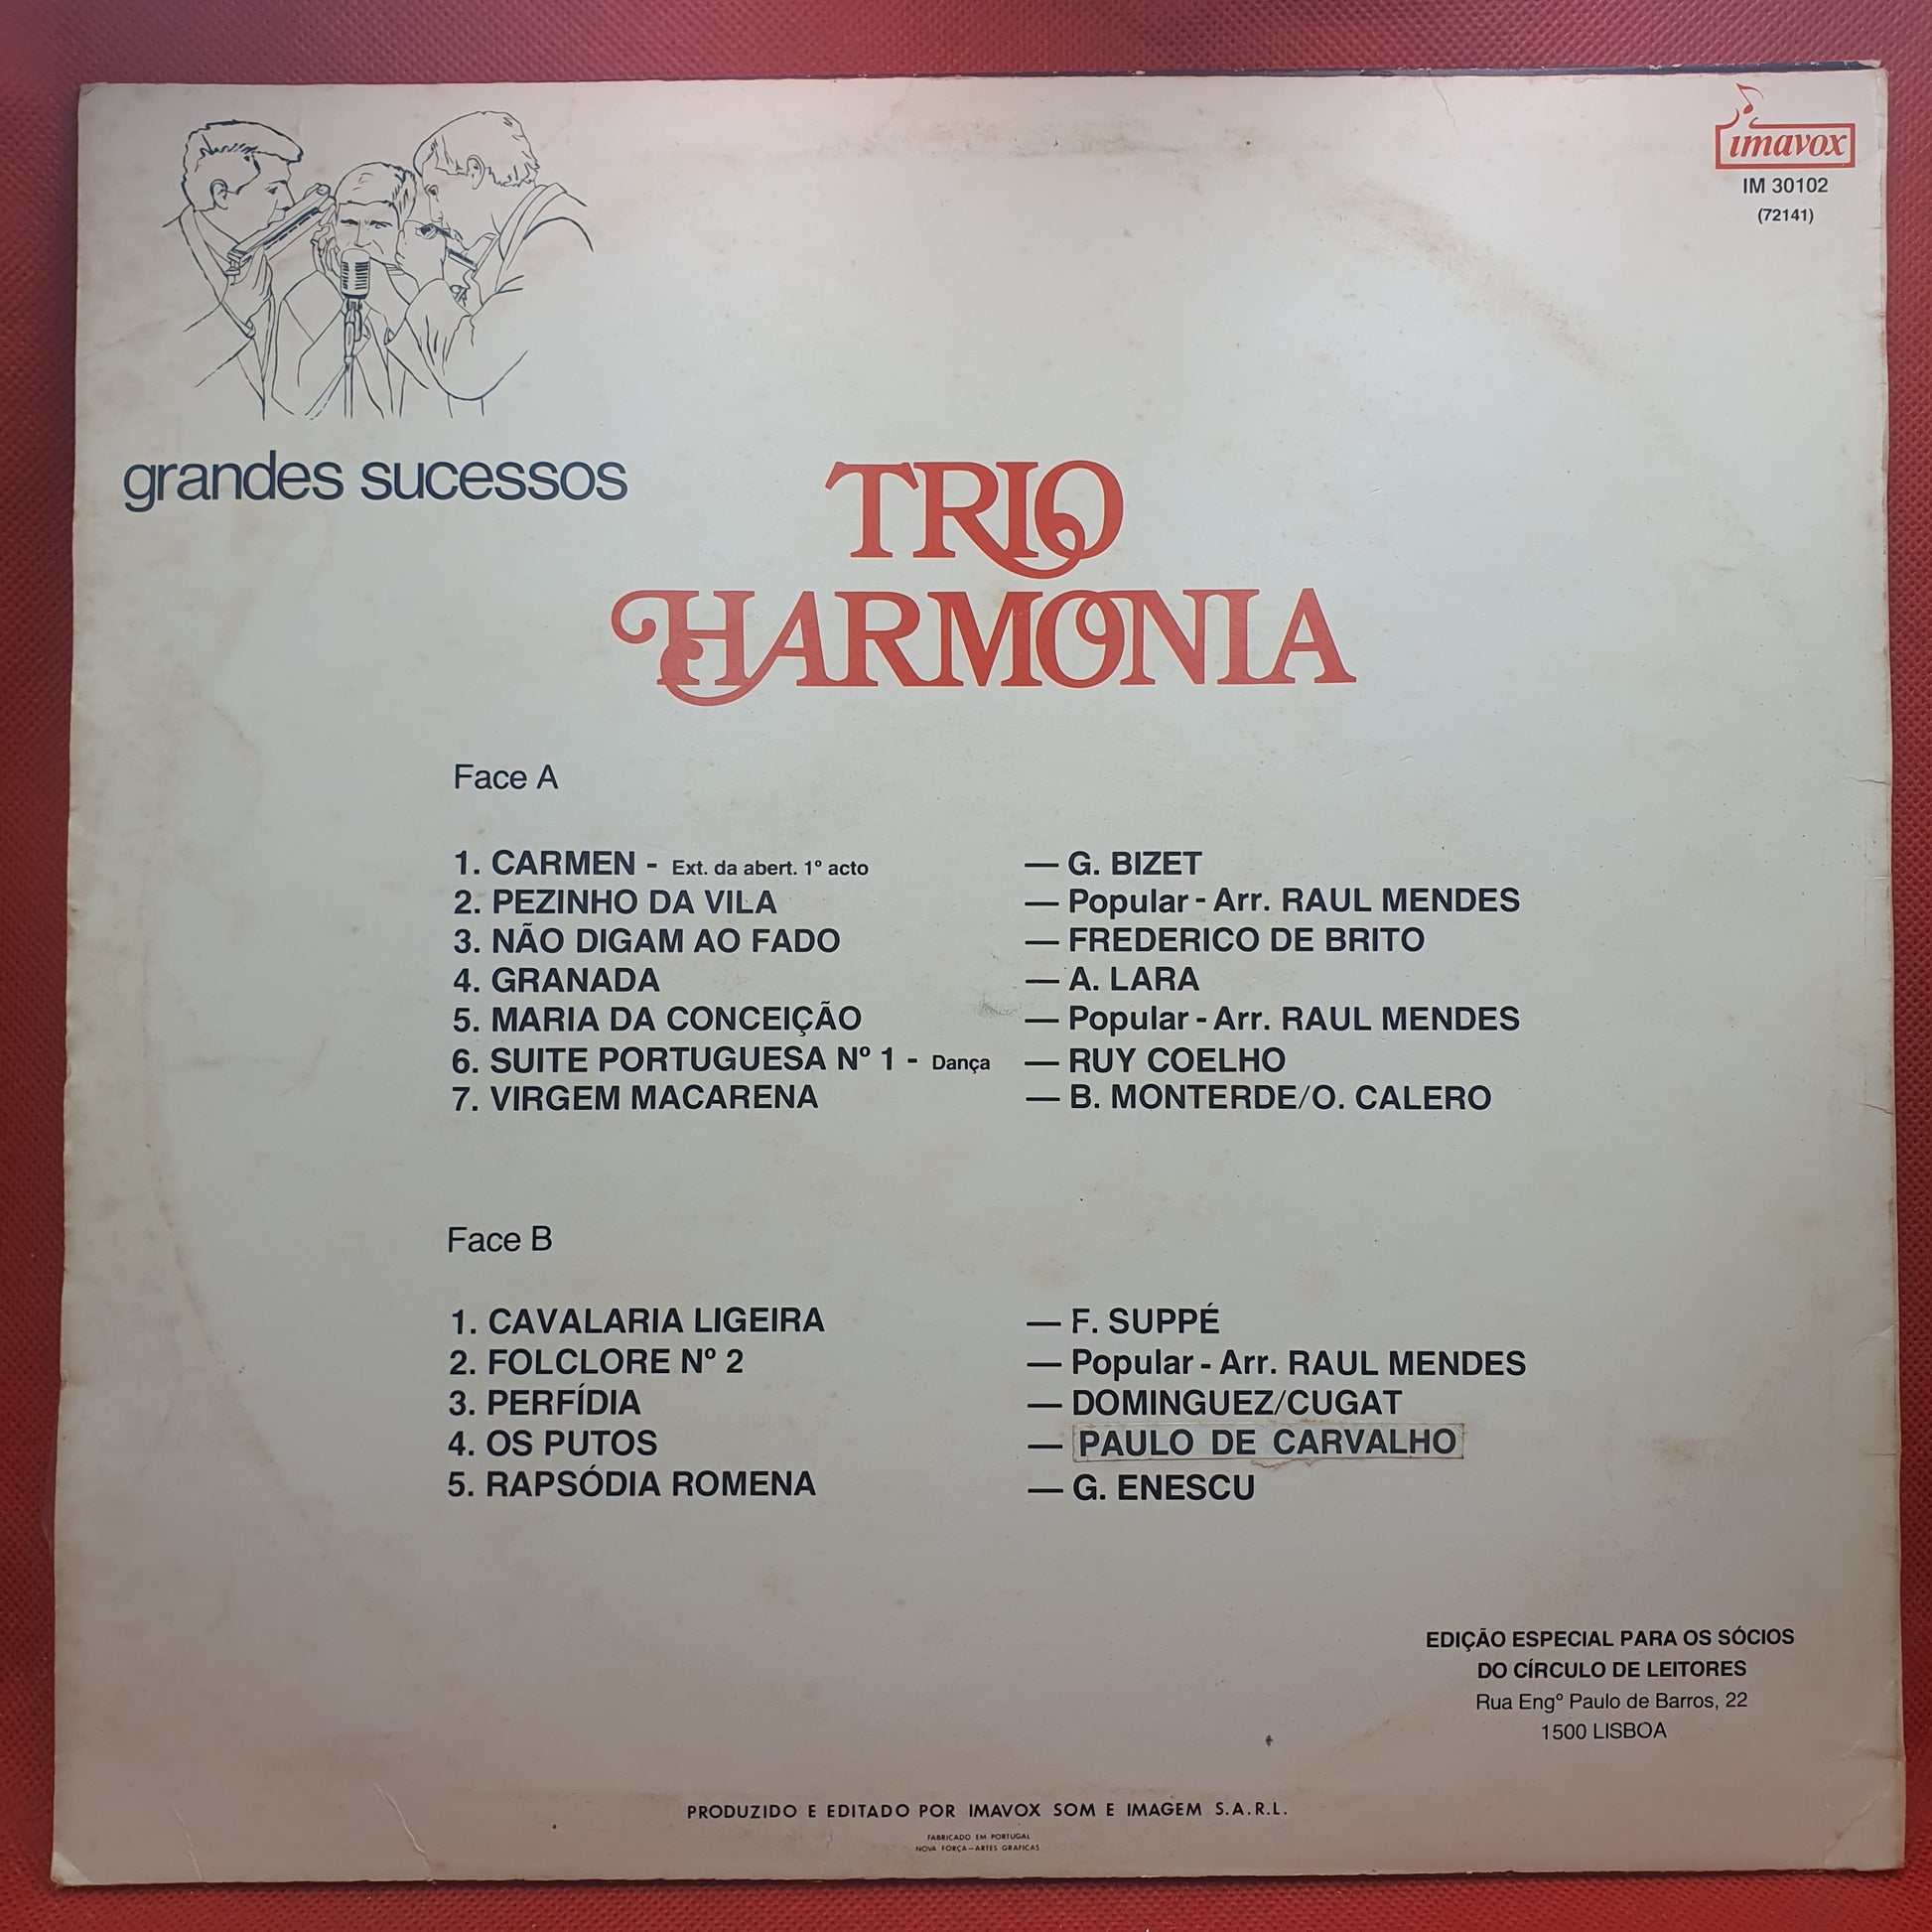 imavox
IM 30102
(72141)
grandes sucessos
TRIO
HARMONIA
Face A
1. CARMEN - Ext. da abert. 1º acto — G. BIZET
2. PEZINHO DA VILA — Popular - Arr. RAUL MENDES
3. NÃO DIGAM AO FADO — FREDERICO DE BRITO
4. GRANADA — A. LARA
5. MARIA DA CONCEIÇÃO — Popular - Arr. RAUL MENDES
6. SUITE PORTUGUESA Nº 1 - Dança — RUY COELHO
7. VIRGEM MACARENA — B. MONTERDE/O. CALERO
Face B
1. CAVALARIA LIGEIRA — F. SUPPÉ
2. FOLCLORE Nº 2 — Popular - Arr. RAUL MENDES
3. PERFÍDIA — DOMINGUEZ/CUGAT
4. OS PUTOS — PAULO DE CARVALHO
5. RAPSÓDIA ROMENA — G. ENESCU
EDIÇÃO ESPECIAL PARA OS SÓCIOS
DO CÍRCULO DE LEITORES
Rua Engº Paulo de Barros, 22
1500 LISBOA
PRODUZIDO E EDITADO POR IMAVOX SOM E IMAGEM S.A.R.L.
FABRICADO EM PORTUGAL
NOVA FORÇA—ARTES GRAFICAS